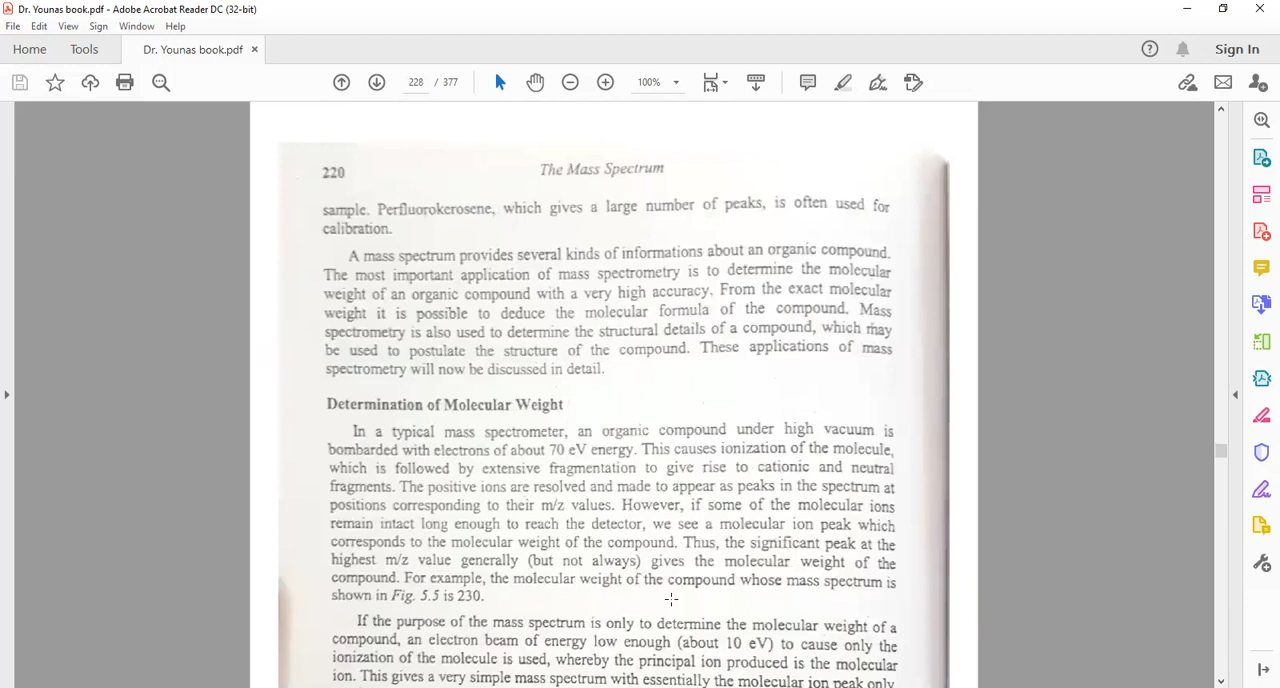 Dr. Younas book.pdf - Adobe Acrobat Reader DC (32-bit)
File Edit View Sign Window Help
Home Tools Dr. Younas book.pdf × Sign In
228 / 377 100%
220 The Mass Spectrum
sample. Perfluorokerosene, which gives a large number of peaks, is often used for
calibration.
A mass spectrum provides several kinds of informations about an organic compound.
The most important application of mass spectrometry is to determine the molecular
weight of an organic compound with a very high accuracy. From the exact molecular
weight it is possible to deduce the molecular formula of the compound. Mass
spectrometry is also used to determine the structural details of a compound, which may
be used to postulate the structure of the compound. These applications of mass
spectrometry will now be discussed in detail.
Determination of Molecular Weight
In a typical mass spectrometer, an organic compound under high vacuum is
bombarded with electrons of about 70 eV energy. This causes ionization of the molecule,
which is followed by extensive fragmentation to give rise to cationic and neutral
fragments. The positive ions are resolved and made to appear as peaks in the spectrum at
positions corresponding to their m/z values. However, if some of the molecular ions
remain intact long enough to reach the detector, we see a molecular ion peak which
corresponds to the molecular weight of the compound. Thus, the significant peak at the
highest m/z value generally (but not always) gives the molecular weight of the
compound. For example, the molecular weight of the compound whose mass spectrum is
shown in Fig. 5.5 is 230.
If the purpose of the mass spectrum is only to determine the molecular weight of a
compound, an electron beam of energy low enough (about 10 eV) to cause only the
ionization of the molecule is used, whereby the principal ion produced is the molecular
ion. This gives a very simple mass spectrum with essentially the molecular ion peak only